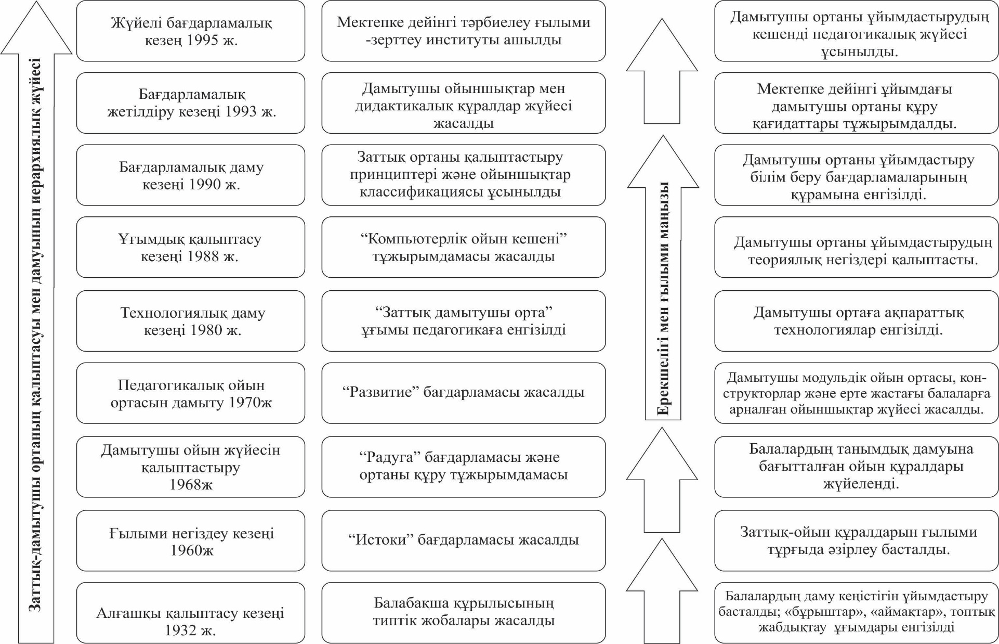 Заттық-дамытушы ортаның қалыптасуы мен дамуының иерархиялық жүйесі
Жүйелі бағдарламалық
кезең 1995 ж.
Мектепке дейінгі тәрбиелеу ғылыми
-зерттеу институты ашылды
Дамытушы ортаны ұйымдастырудың
кешенді педагогикалық жүйесі
ұсынылды.
Бағдарламалық
жетілдіру кезеңі 1993 ж.
Дамытушы ойыншықтар мен
дидактикалық құралдар жұйесі
жасалды
Мектепке дейінгі ұйымдағы
дамытушы ортаны құру
қағидаттары тұжырымдалды.
Бағдарламалық даму
кезеңі 1990 ж.
Заттық ортаны қалыптастыру
принциптері және ойыншықтар
классификациясы ұсынылды
Ерекшелігі мен ғылыми маңызы
Дамытушы ортаны ұйымдастыру
білім беру бағдарламаларының
құрамына енгізілді.
Ұғымдық қалыптасу
кезеңі 1988 ж.
“Компьютерлік ойын кешені”
тұжырымдамасы жасалды
Дамытушы ортаны ұйымдастырудың
теориялық негіздері қалыптасты.
Технологиялық даму
кезеңі 1980 ж.
“Заттық дамытушы орта”
ұғымы педагогикаға енгізілді
Дамытушы ортаға ақпараттық
технологиялар енгізілді.
Педагогикалық ойын
ортасын дамыту 1970ж
“Развитие” бағдарламасы жасалды
Дамытушы модульдік ойын ортасы, кон-
структорлар және ерте жастағы балаларға
арналған ойыншықтар жүйесі жасалды.
Дамытушы ойын жүйесін
қалыптастыру
1968ж
“Радуга” бағдарламасы және
ортаны құру тұжырымдамасы
Балалардың танымдық дамуына
бағытталған ойын құралдары
жүйеленді.
Ғылыми негіздеу кезеңі
1960ж
“Истоки” бағдарламасы жасалды
Заттық-ойын құралдарын ғылыми
тұрғыда әзірлеу басталды.
Алғашқы қалыптасу кезеңі
1932 ж.
Балабақша құрылысының
типтік жобалары жасалды
Балалардың даму кеңістігін ұйымдастыру
басталды; «бұрыштар», «аймақтар», топтық
жабдықтау ұғымдары енгізілді